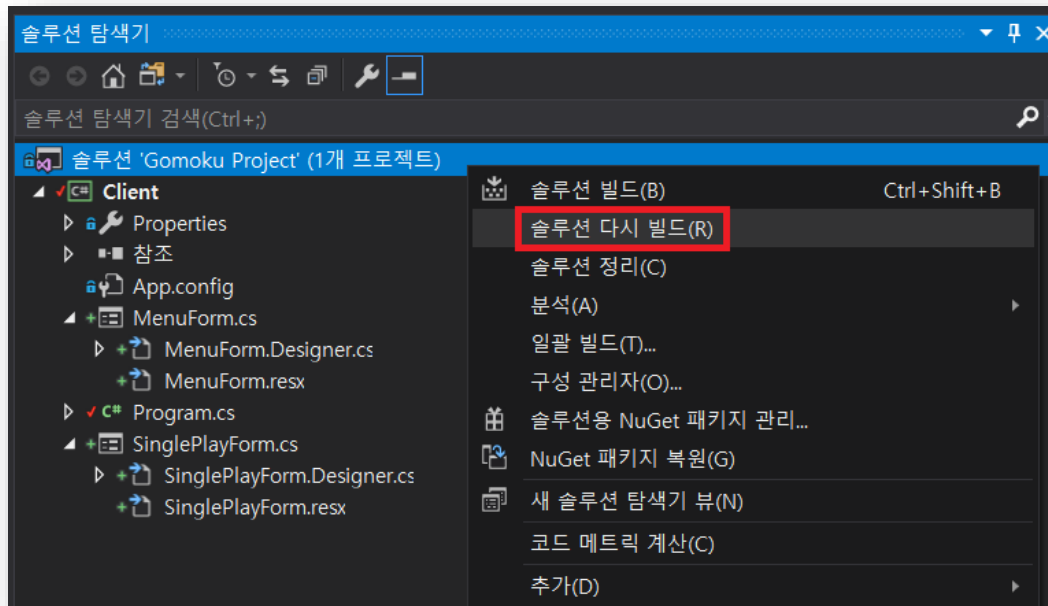 솔루션 탐색기
솔루션 탐색기 검색(Ctrl+;)
솔루션 'Gomoku Project' (1개 프로젝트)
C# Client
Properties
참조
App.config
MenuForm.cs
MenuForm.Designer.cs
MenuForm.resx
C# Program.cs
SinglePlayForm.cs
SinglePlayForm.Designer.cs
SinglePlayForm.resx
솔루션 빌드(B) Ctrl+Shift+B
솔루션 다시 빌드(R)
솔루션 정리(C)
분석(A)
일괄 빌드(T)...
구성 관리자(O)...
솔루션용 NuGet 패키지 관리...
NuGet 패키지 복원(G)
새 솔루션 탐색기 뷰(N)
코드 메트릭 계산(C)
추가(D)